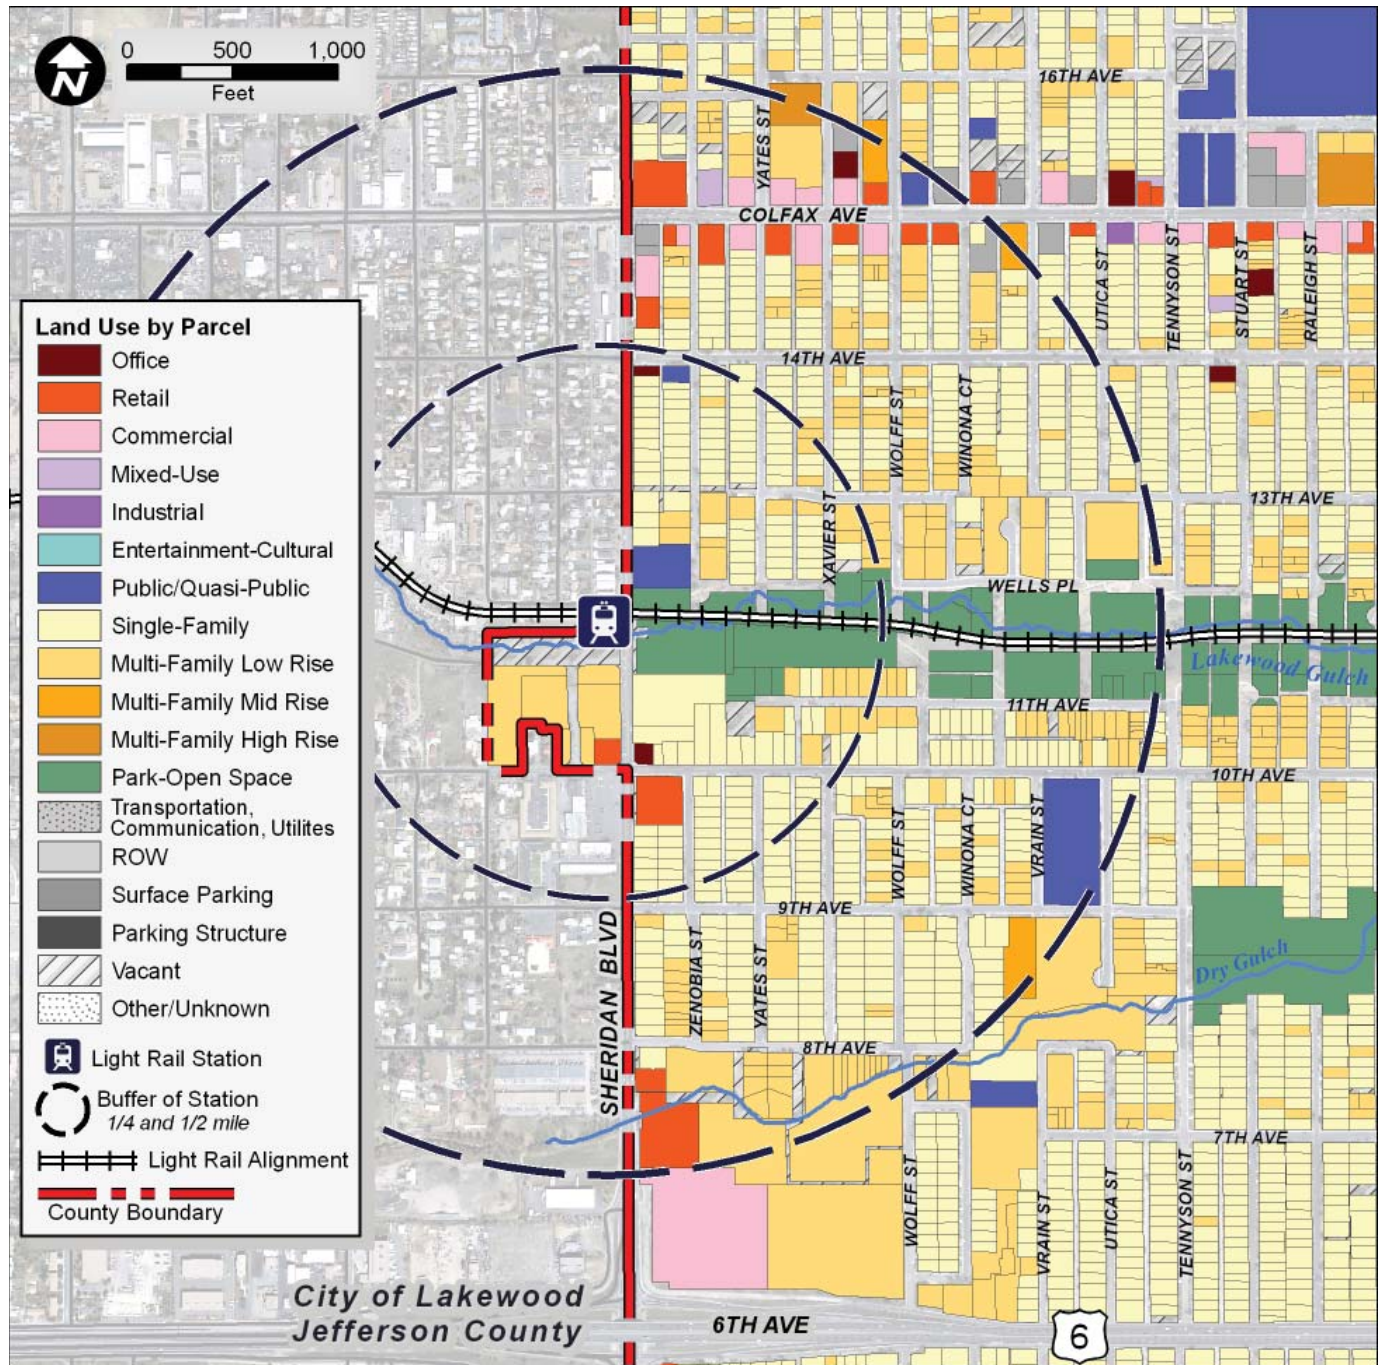 N
0 500 1,000
Feet
16TH AVE
YATES ST
COLFAX AVE
UTICA ST
TENNYSON ST
STUART ST
RALEIGH ST
14TH AVE
WOLFF ST
WINONA CT
XAVIER ST
13TH AVE
WELLS PL
Lakewood Gulch
11TH AVE
10TH AVE
WOLFF ST
WINONA CT
VRAIN ST
9TH AVE
SHERIDAN BLVD
ZENOBIA ST
YATES ST
Dry Gulch
8TH AVE
7TH AVE
WOLFF ST
VRAIN ST
UTICA ST
TENNYSON ST
6TH AVE
6
City of Lakewood
Jefferson County
Land Use by Parcel
Office
Retail
Commercial
Mixed-Use
Industrial
Entertainment-Cultural
Public/Quasi-Public
Single-Family
Multi-Family Low Rise
Multi-Family Mid Rise
Multi-Family High Rise
Park-Open Space
Transportation,
Communication, Utilites
ROW
Surface Parking
Parking Structure
Vacant
Other/Unknown
Light Rail Station
Buffer of Station
1/4 and 1/2 mile
Light Rail Alignment
County Boundary